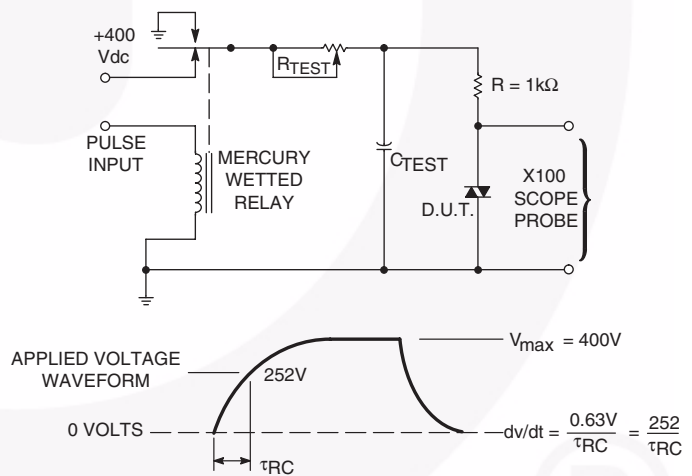 +400
Vdc
PULSE
INPUT
MERCURY
WETTED
RELAY
RTEST
CTEST
R = 1kΩ
D.U.T.
X100
SCOPE
PROBE
APPLIED VOLTAGE
WAVEFORM
252V
0 VOLTS
τRC
Vmax = 400V
dv/dt = 0.63V/τRC = 252/τRC